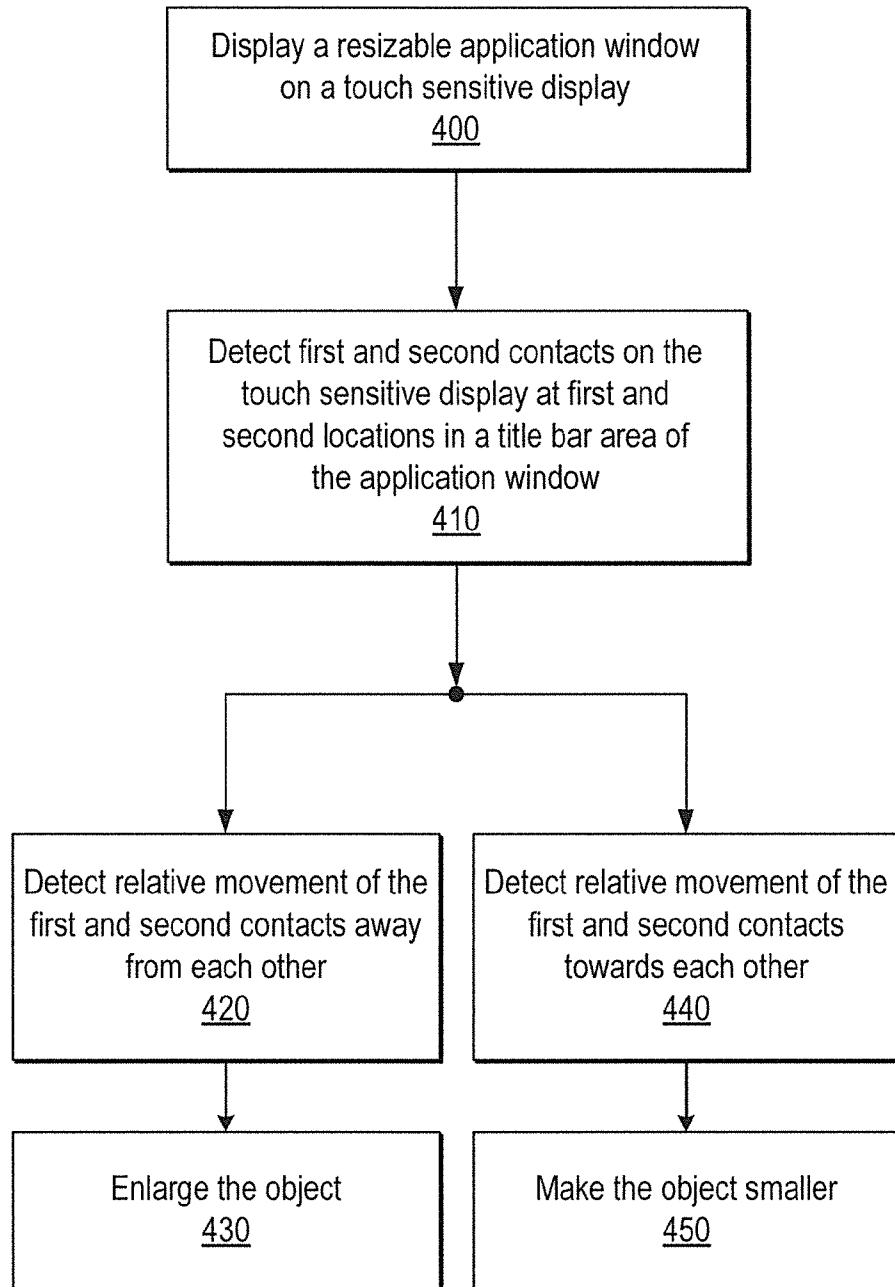 Display a resizable application window
on a touch sensitive display
400
Detect first and second contacts on the
touch sensitive display at first and
second locations in a title bar area of
the application window
410
Detect relative movement of the
first and second contacts away
from each other
420
Detect relative movement of the
first and second contacts
towards each other
440
Enlarge the object
430
Make the object smaller
450